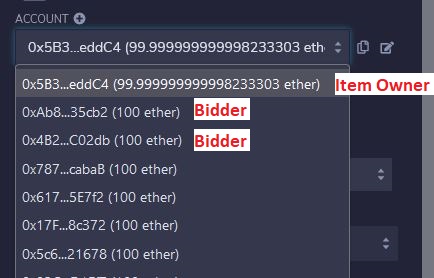 ACCOUNT
0x5B3...eddC4 (99.999999999998233303 ethe
0x5B3...eddC4 (99.999999999998233303 ether)
Item Owner
0xAb8...35cb2 (100 ether)
Bidder
0x4B2...C02db (100 ether)
Bidder
0x787...cabaB (100 ether)
0x617...5E7f2 (100 ether)
0x17F...8c372 (100 ether)
0x5c6...21678 (100 ether)